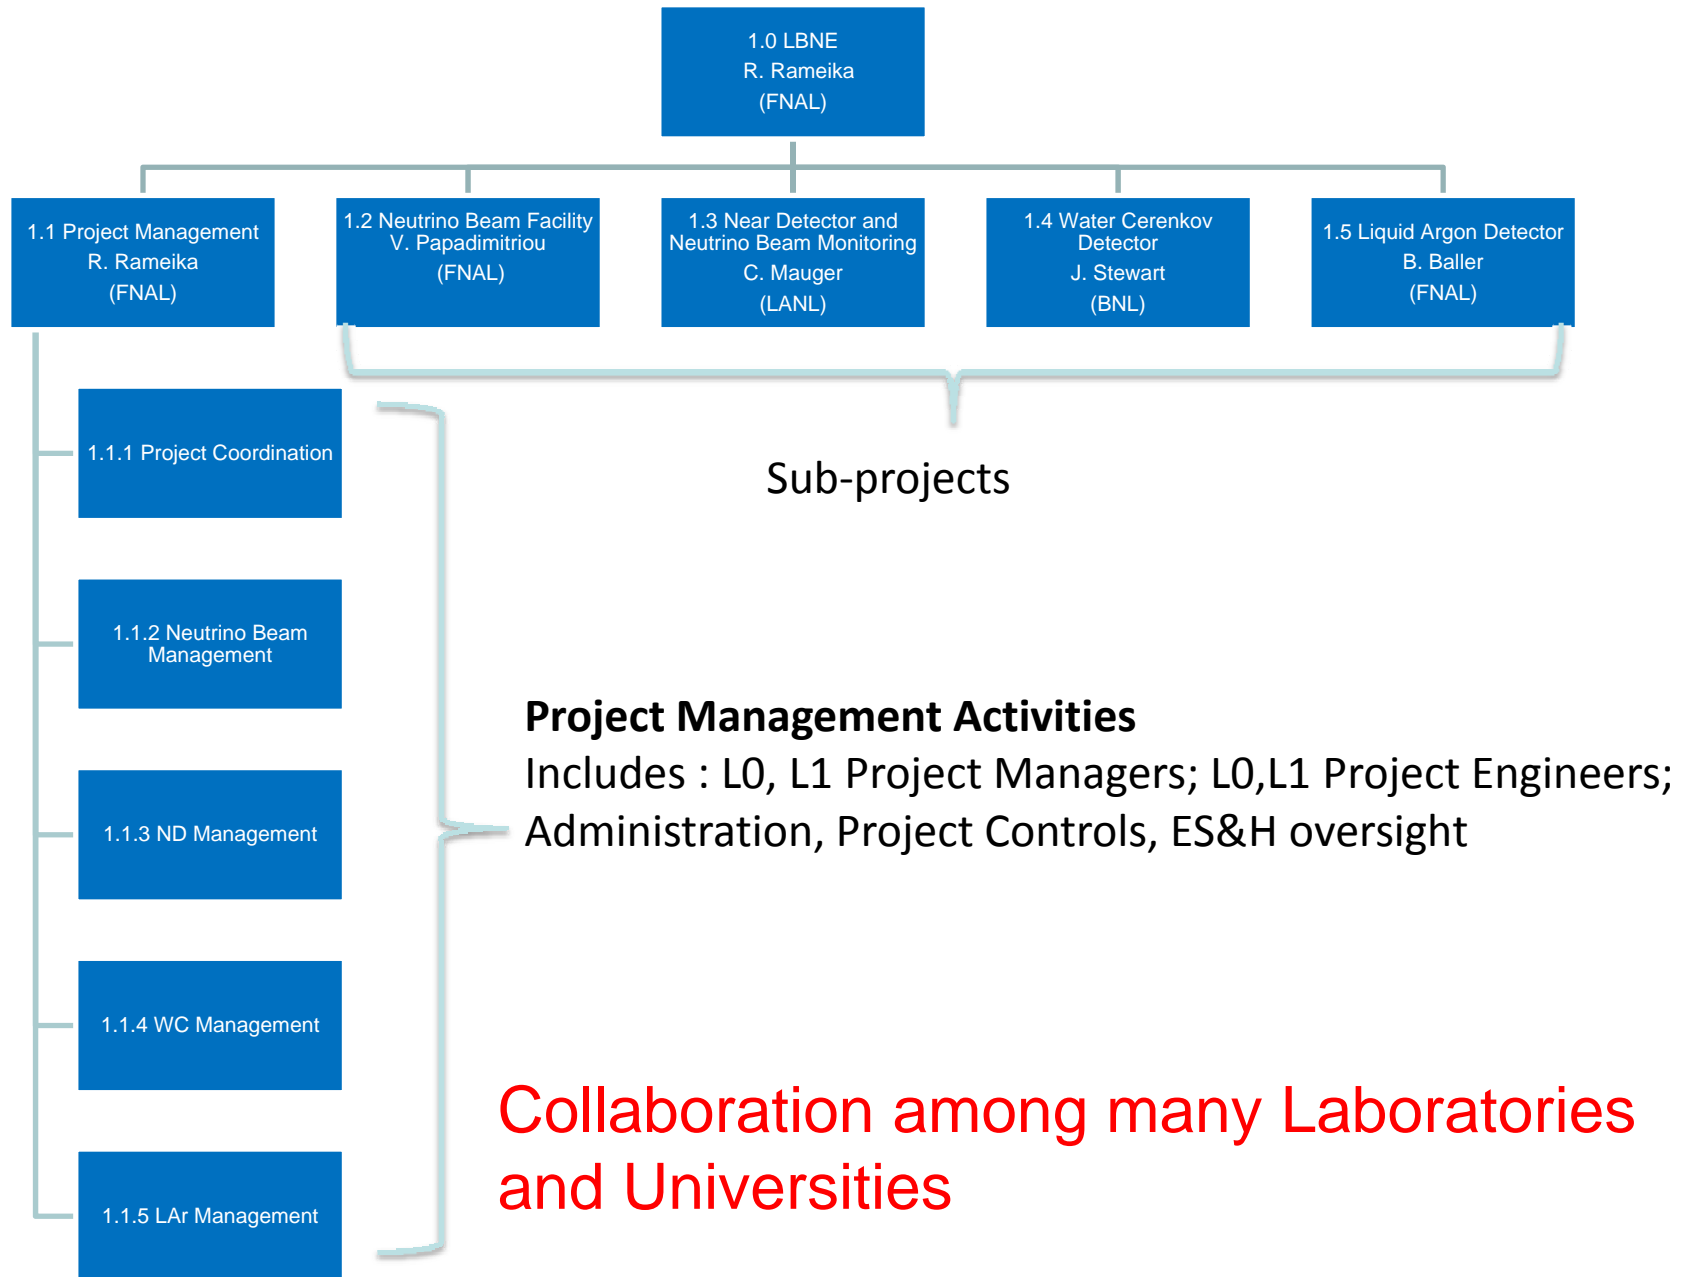 1.0 LBNE
R. Rameika
(FNAL)
1.1 Project Management
R. Rameika
(FNAL)
1.2 Neutrino Beam Facility
V. Papadimitriou
(FNAL)
1.3 Near Detector and
Neutrino Beam Monitoring
C. Mauger
(LANL)
1.4 Water Cerenkov
Detector
J. Stewart
(BNL)
1.5 Liquid Argon Detector
B. Baller
(FNAL)
Sub-projects
1.1.1 Project Coordination
1.1.2 Neutrino Beam
Management
1.1.3 ND Management
1.1.4 WC Management
1.1.5 LAr Management
Project Management Activities
Includes : L0, L1 Project Managers; L0,L1 Project Engineers;
Administration, Project Controls, ES&H oversight
Collaboration among many Laboratories
and Universities